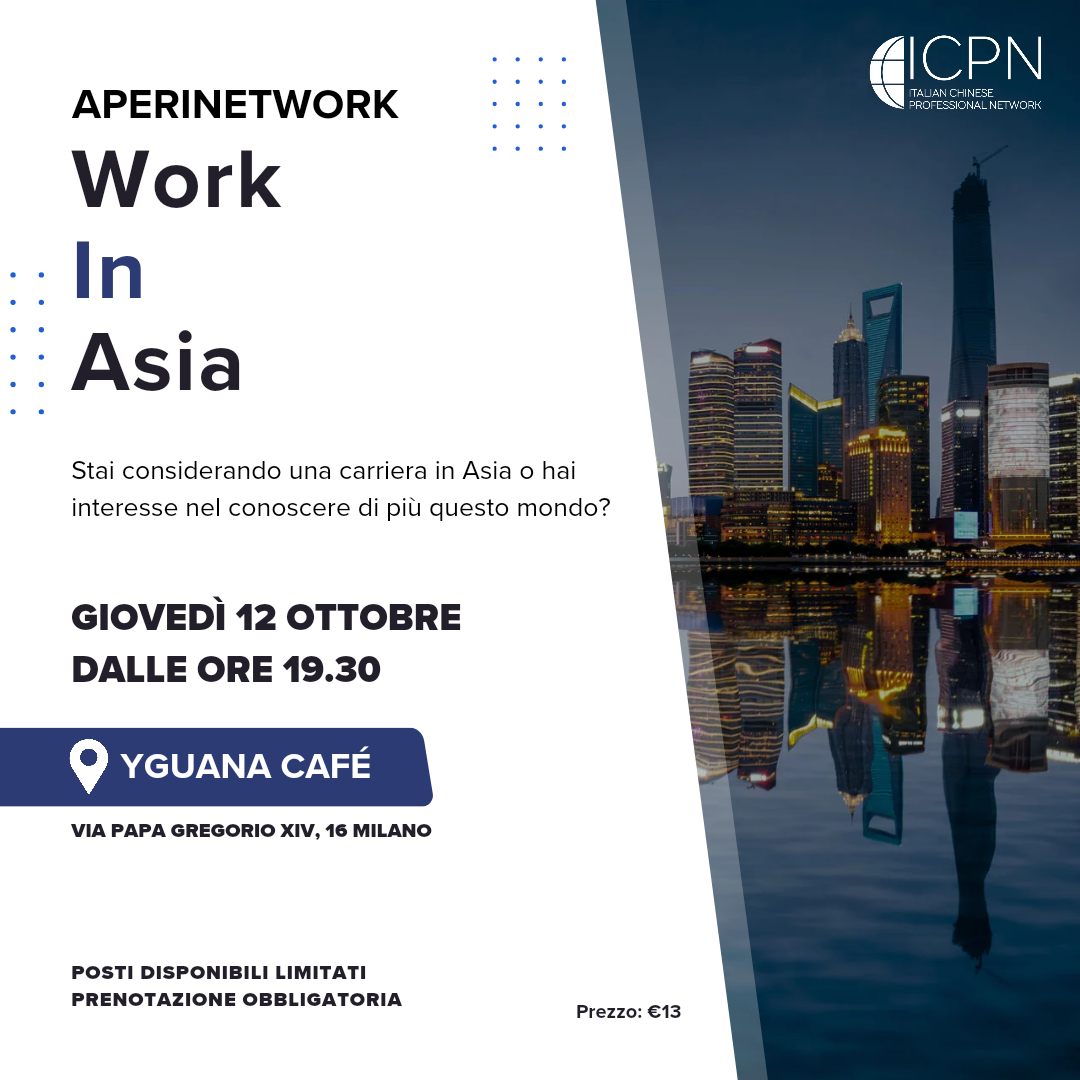 ICPN
ITALIAN CHINESE
PROFESSIONAL NETWORK
APERINETWORK
Work
In
Asia
Stai considerando una carriera in Asia o hai
interesse nel conoscere di più questo mondo?
GIOVEDÌ 12 OTTOBRE
DALLE ORE 19.30
YGUANA CAFÉ
VIA PAPA GREGORIO XIV, 16 MILANO
POSTI DISPONIBILI LIMITATI
PRENOTAZIONE OBBLIGATORIA
Prezzo: €13